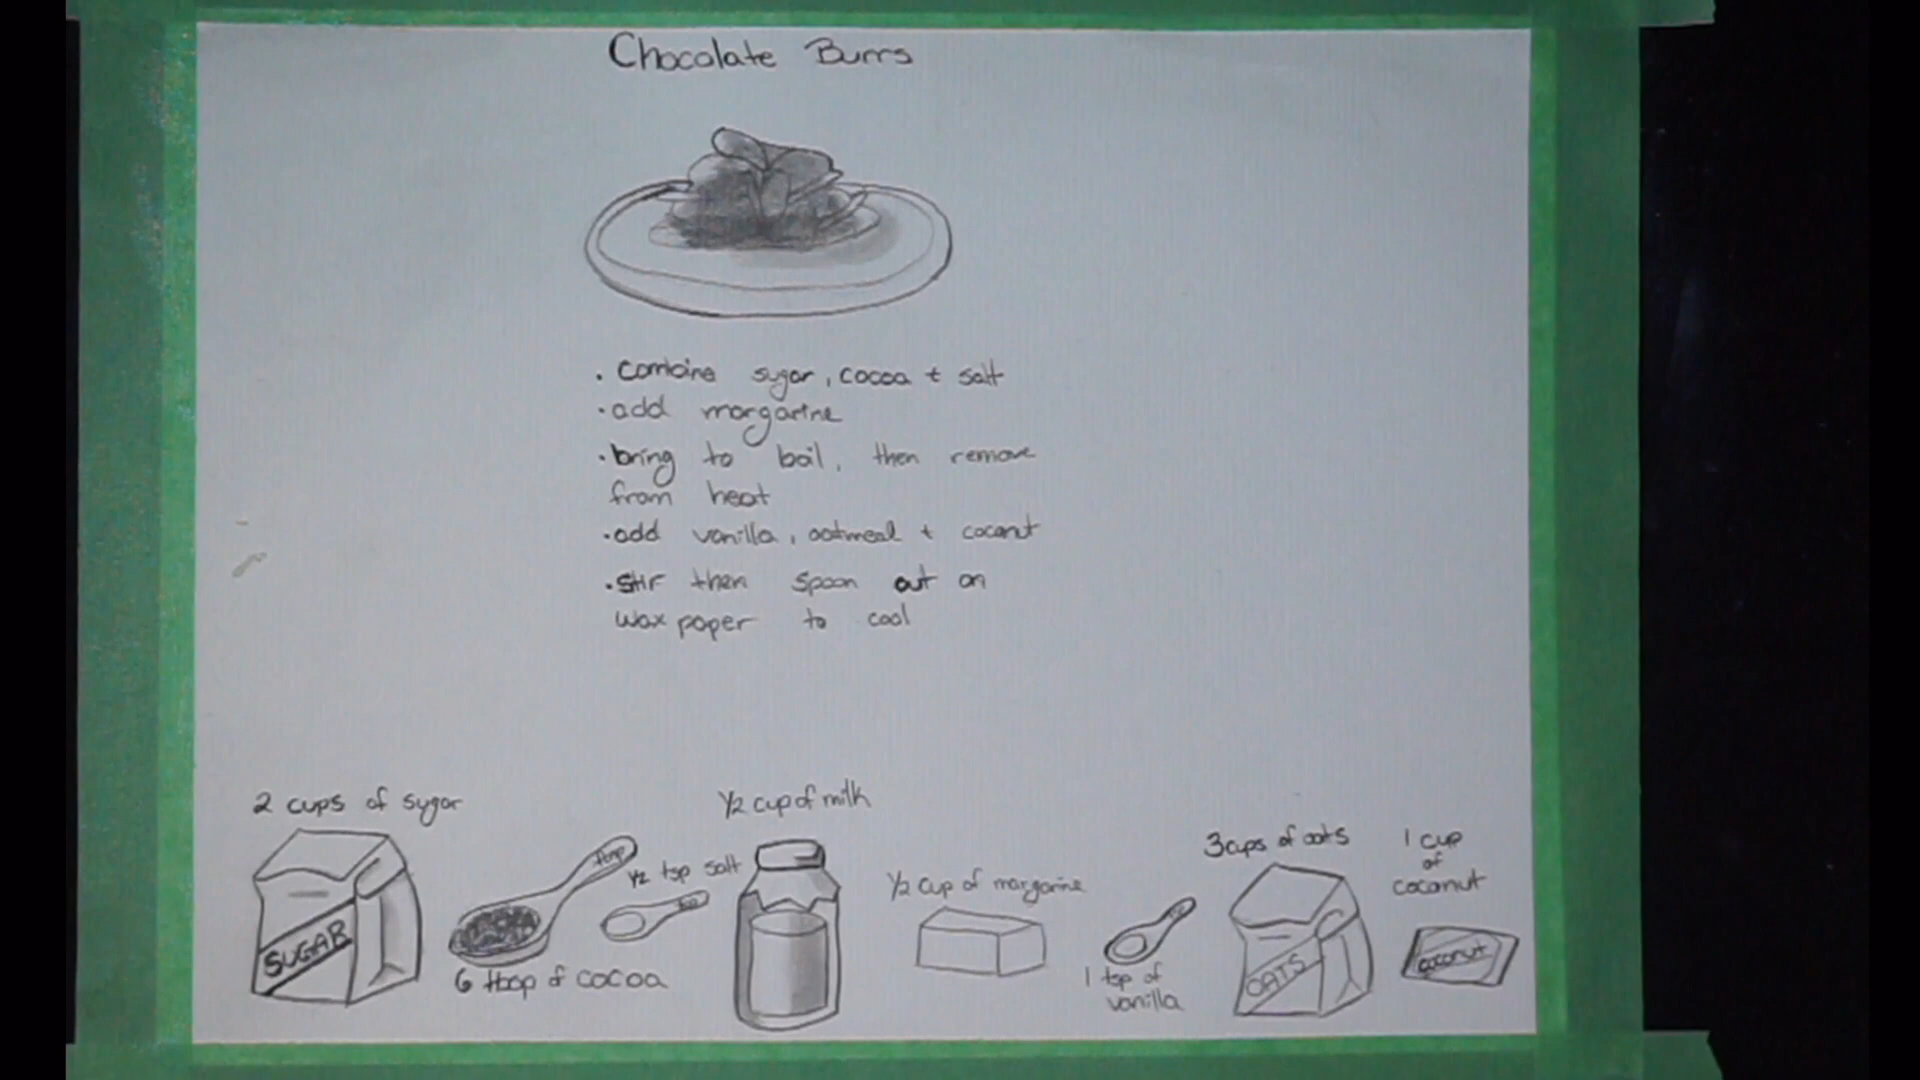 Chocolate Burrs
. combine sugar, cocoa + salt
. add margarine
. bring to boil, then remove
from heat
. add vanilla, oatmeal + coconut
. stir then spoon out on
wax paper to cool
2 cups of sugar
1/2 cup of milk
3 cups of oats
1 cup
of
coconut
tbsp
1/2 tsp salt
1/2 cup of margarine
SUGAR
6 tbsp of cocoa
1 tsp of
vanilla
OATS
coconut